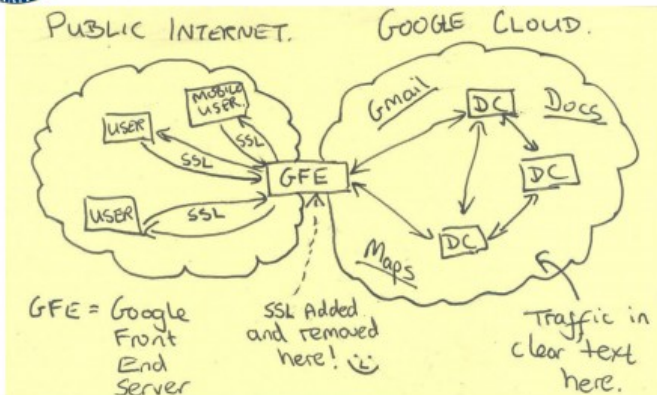 PUBLIC INTERNET.
GOOGLE CLOUD.
MOBILE
USER.
USER
SSL
SSL
USER
SSL
GFE
Gmail
DC
Docs
DC
DC
Maps
GFE = Google
Front
End
Server
SSL Added
and removed
here!
Traffic in
clear text
here.